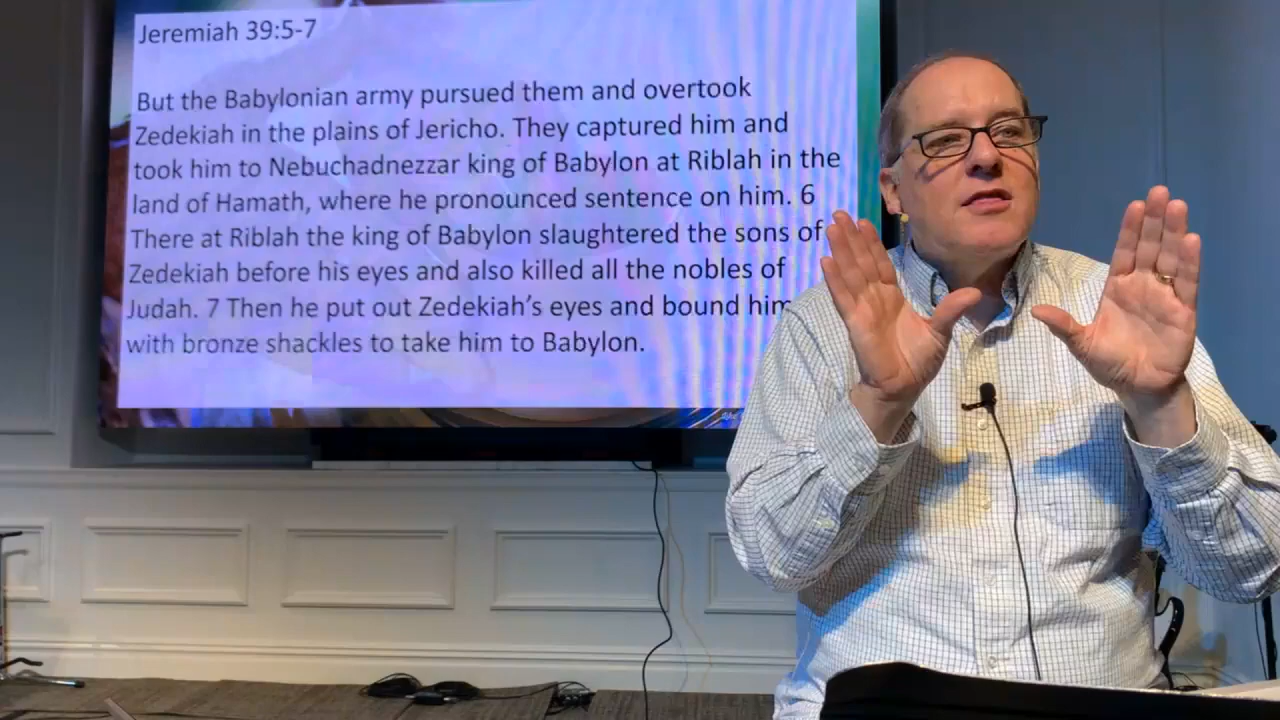 Jeremiah 39:5-7
But the Babylonian army pursued them and overtook
Zedekiah in the plains of Jericho. They captured him and
took him to Nebuchadnezzar king of Babylon at Riblah in the
land of Hamath, where he pronounced sentence on him. 6
There at Riblah the king of Babylon slaughtered the sons of
Zedekiah before his eyes and also killed all the nobles of
Judah. 7 Then he put out Zedekiah’s eyes and bound him
with bronze shackles to take him to Babylon.